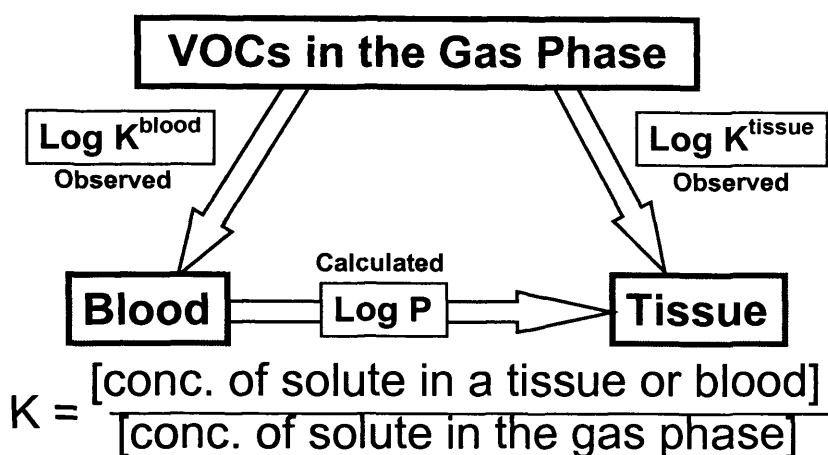 VOCs in the Gas Phase
Log K^blood
Observed
Log K^tissue
Observed
Calculated
Blood
Log P
Tissue
K = [conc. of solute in a tissue or blood]
[conc. of solute in the gas phase]